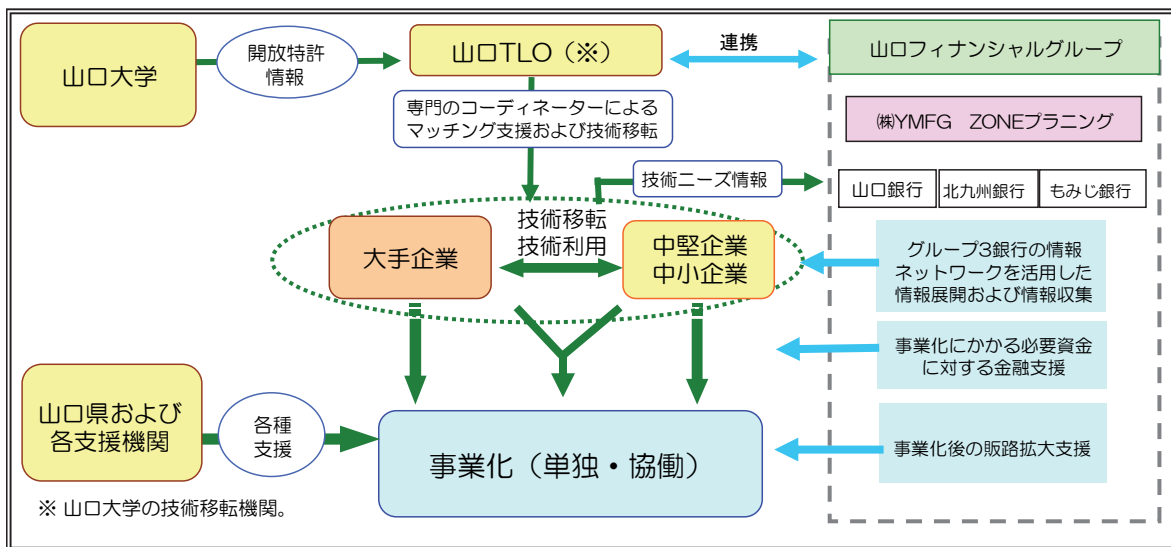 山口大学
開放特許
情報
山口TLO（※）
連携
山口フィナンシャルグループ
専門のコーディネーターによる
マッチング支援および技術移転
㈱YMFG　ZONEプラニング
技術ニーズ情報
山口銀行
北九州銀行
もみじ銀行
技術移転
技術利用
大手企業
中堅企業
中小企業
グループ3銀行の情報
ネットワークを活用した
情報展開および情報収集
事業化にかかる必要資金
に対する金融支援
山口県および
各支援機関
各種
支援
事業化（単独・協働）
事業化後の販路拡大支援
※ 山口大学の技術移転機関。